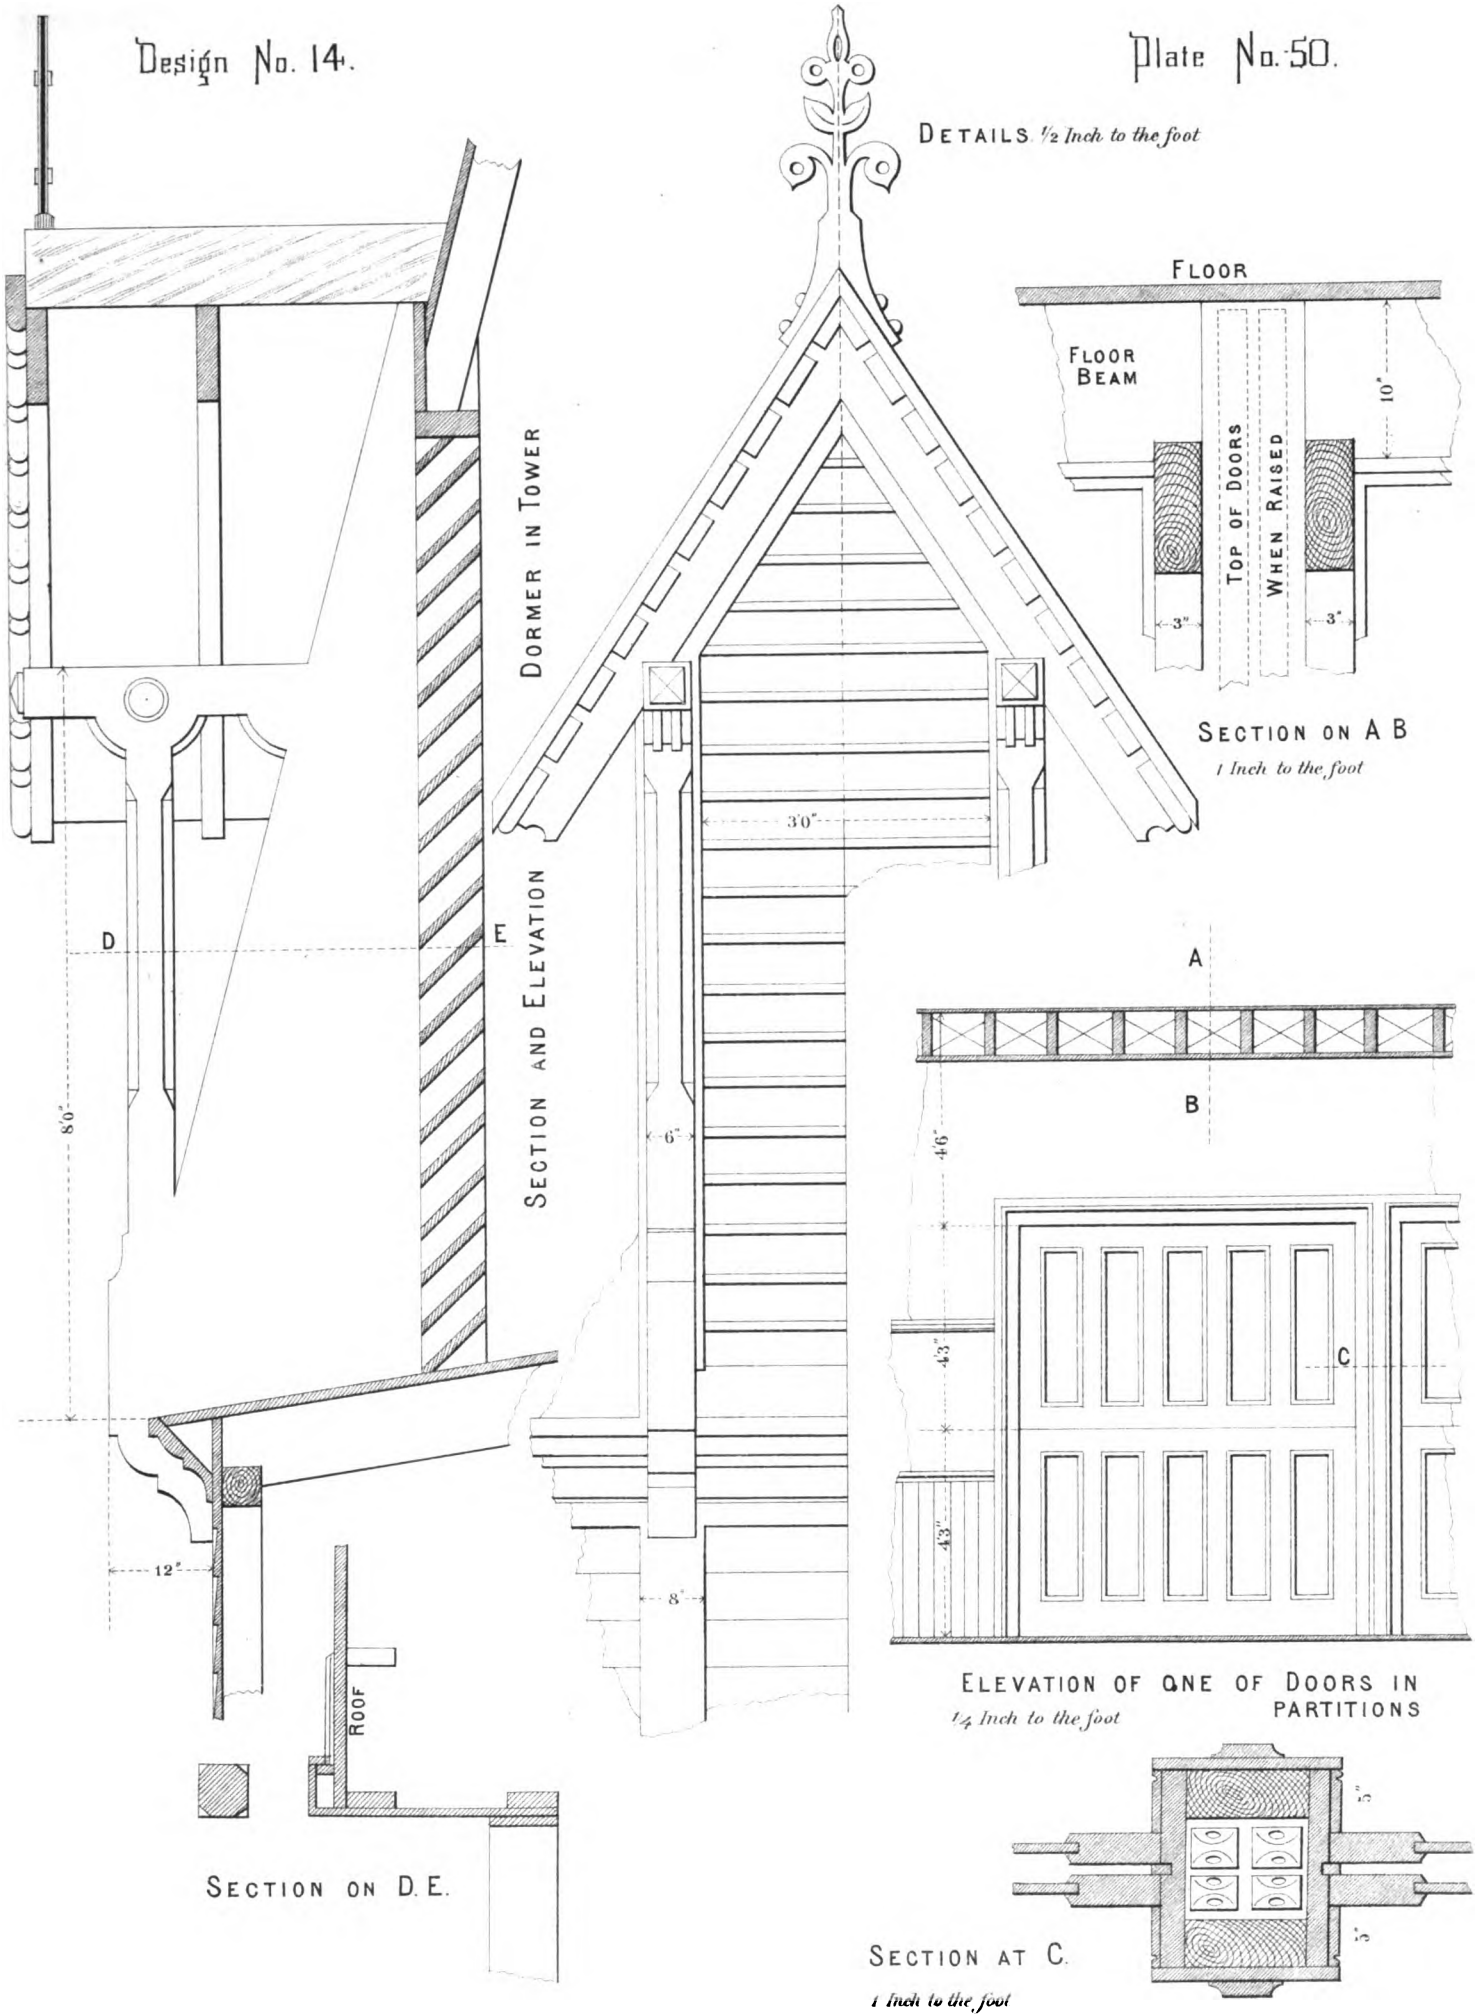 Design No. 14.
Plate No. 50.
DETAILS. 1/2 Inch to the foot
FLOOR
FLOOR
BEAM
10"
TOP OF DOORS
WHEN RAISED
3"
3"
SECTION ON A B
1 Inch to the foot
DORMER IN TOWER
SECTION AND ELEVATION
D
E
8'0"
3'0"
6"
12"
8"
A
B
4'6"
4'3"
C
4'3"
ELEVATION OF ONE OF DOORS IN
PARTITIONS
1/4 Inch to the foot
ROOF
SECTION ON D. E.
5"
5"
SECTION AT C.
1 Inch to the foot